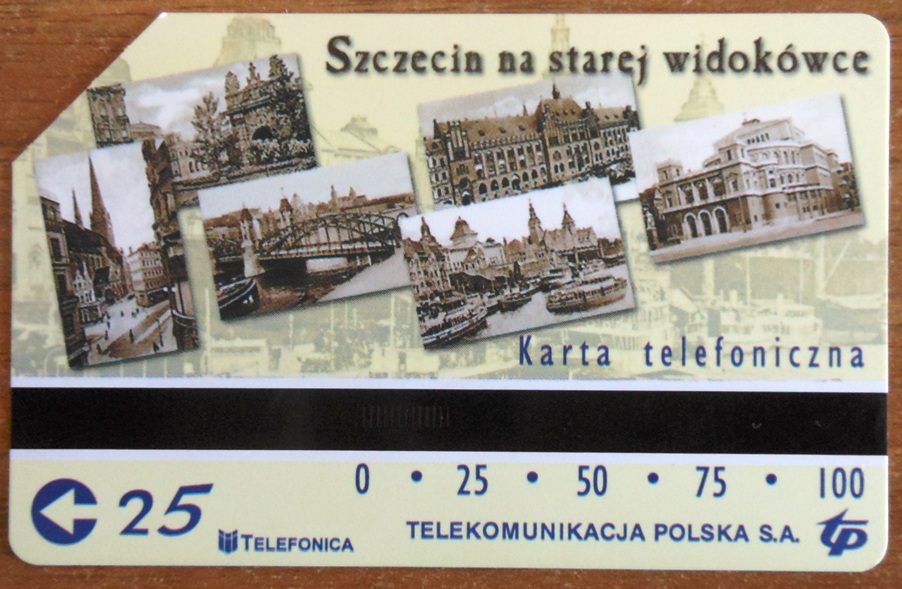 Szczecin na starej widokówce
Karta telefoniczna
0 • 25 • 50 • 75 • 100
25
TELEFONICA
TELEKOMUNIKACJA POLSKA S.A.
tp